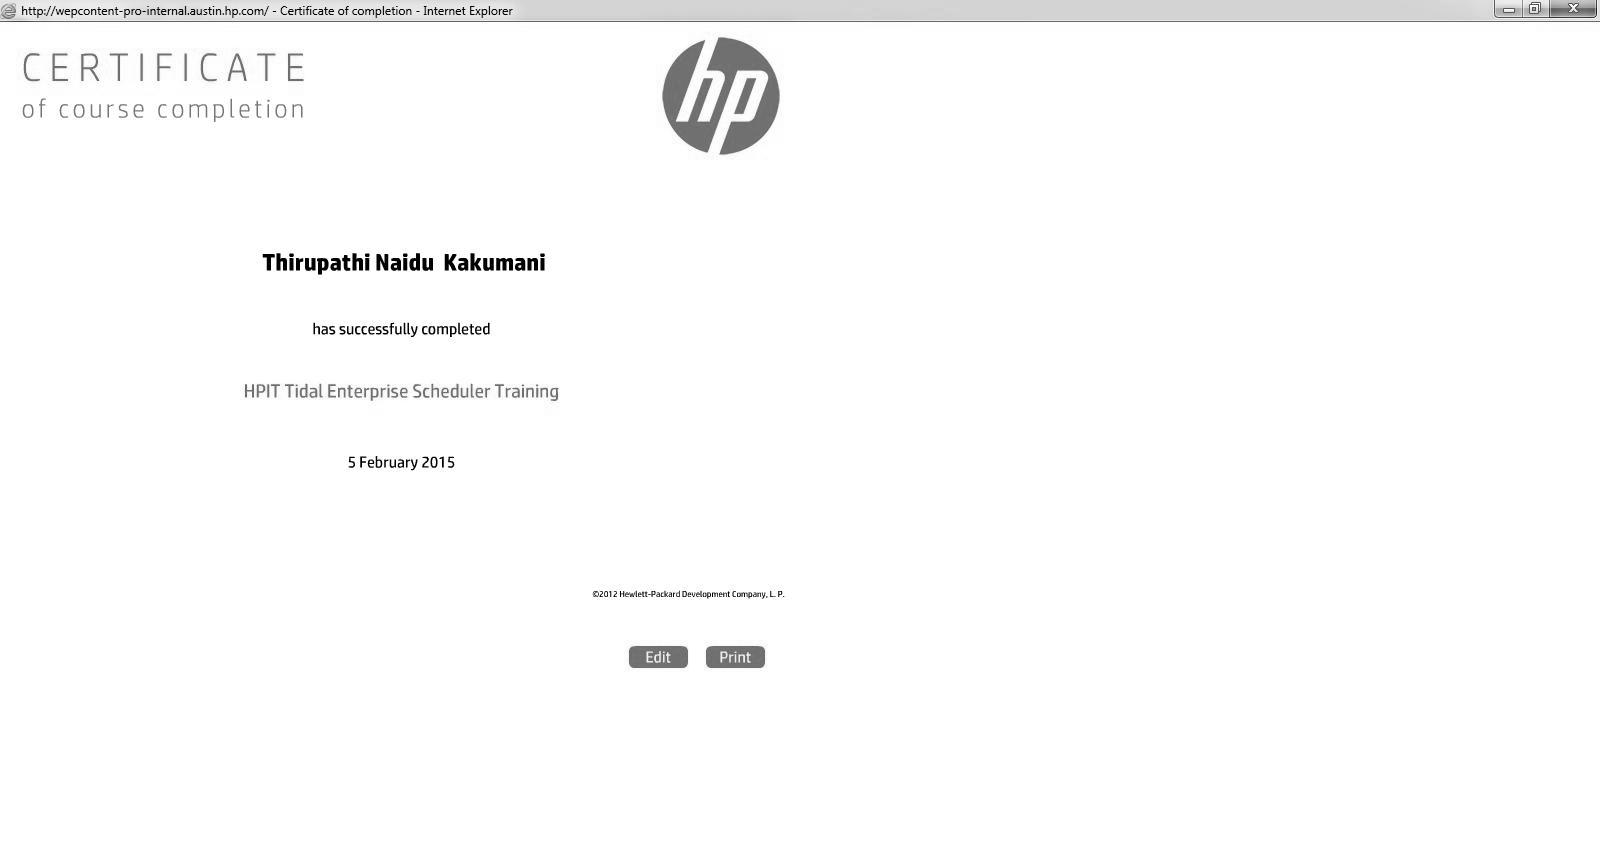 http://wepcontent-pro-internal.austin.hp.com/ - Certificate of completion - Internet Explorer
CERTIFICATE
of course completion
hp
Thirupathi Naidu  Kakumani
has successfully completed
HPIT Tidal Enterprise Scheduler Training
5 February 2015
©2012 Hewlett-Packard Development Company, L. P.
Edit Print